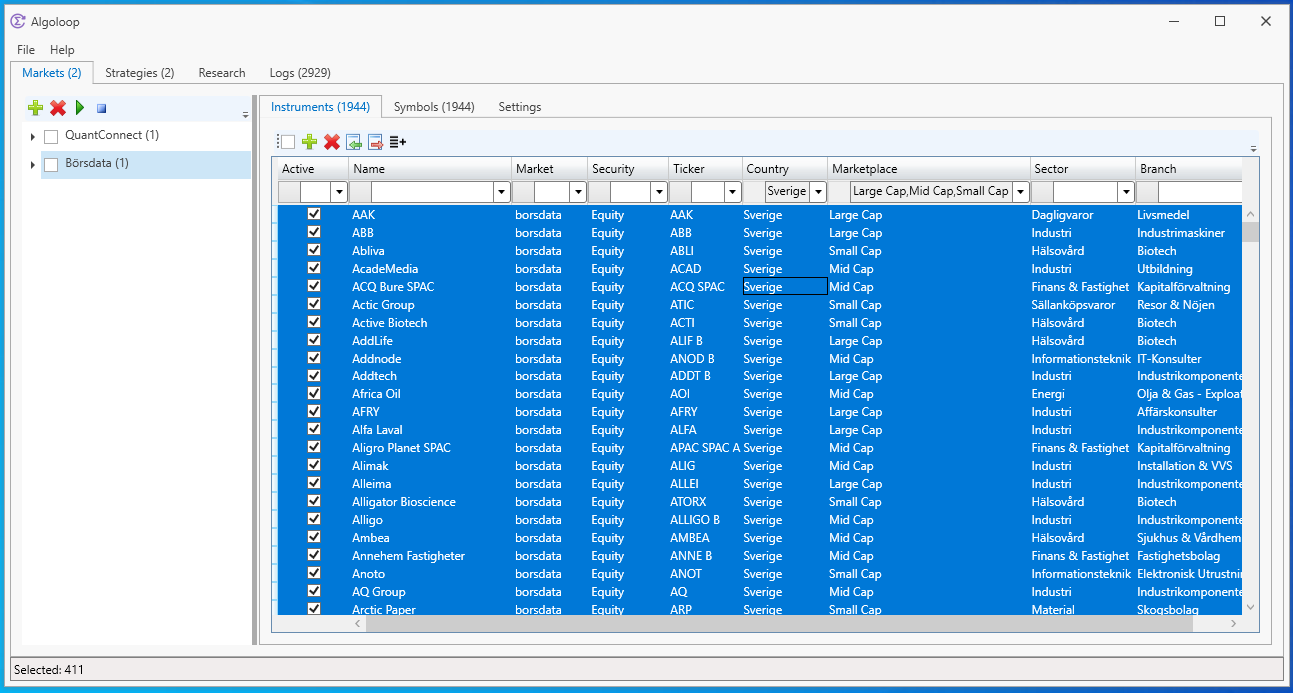 Algoloop
File Help
Markets (2) Strategies (2) Research Logs (2929)
QuantConnect (1)
Börsdata (1)
Instruments (1944) Symbols (1944) Settings
Active Name Market Security Ticker Country Marketplace Sector Branch
Sverige Large Cap,Mid Cap,Small Cap
AAK borsdata Equity AAK Sverige Large Cap Dagligvaror Livsmedel
ABB borsdata Equity ABB Sverige Large Cap Industri Industrimaskiner
Abliva borsdata Equity ABLI Sverige Small Cap Hälsovård Biotech
AcadeMedia borsdata Equity ACAD Sverige Mid Cap Industri Utbildning
ACQ Bure SPAC borsdata Equity ACQ SPAC Sverige Mid Cap Finans & Fastighet Kapitalförvaltning
Actic Group borsdata Equity ATIC Sverige Small Cap Sällanköpsvaror Resor & Nöjen
Active Biotech borsdata Equity ACTI Sverige Small Cap Hälsovård Biotech
AddLife borsdata Equity ALIF B Sverige Large Cap Hälsovård Biotech
Addnode borsdata Equity ANOD B Sverige Mid Cap Informationsteknik IT-Konsulter
Addtech borsdata Equity ADDT B Sverige Large Cap Industri Industrikomponente
Africa Oil borsdata Equity AOI Sverige Mid Cap Energi Olja & Gas - Exploat
AFRY borsdata Equity AFRY Sverige Large Cap Industri Affärskonsulter
Alfa Laval borsdata Equity ALFA Sverige Large Cap Industri Industrikomponente
Aligro Planet SPAC borsdata Equity APAC SPAC A Sverige Mid Cap Finans & Fastighet Kapitalförvaltning
Alimak borsdata Equity ALIG Sverige Mid Cap Industri Installation & VVS
Alleima borsdata Equity ALLEI Sverige Large Cap Industri Industrikomponente
Alligator Bioscience borsdata Equity ATORX Sverige Small Cap Hälsovård Biotech
Alligo borsdata Equity ALLIGO B Sverige Mid Cap Industri Industrikomponente
Ambea borsdata Equity AMBEA Sverige Mid Cap Hälsovård Sjukhus & Vårdhem
Annehem Fastigheter borsdata Equity ANNE B Sverige Mid Cap Finans & Fastighet Fastighetsbolag
Anoto borsdata Equity ANOT Sverige Small Cap Informationsteknik Elektronisk Utrustni
AQ Group borsdata Equity AQ Sverige Mid Cap Industri Industrikomponente
Arctic Paper borsdata Equity ARP Sverige Small Cap Material Skogsbolag
Selected: 411